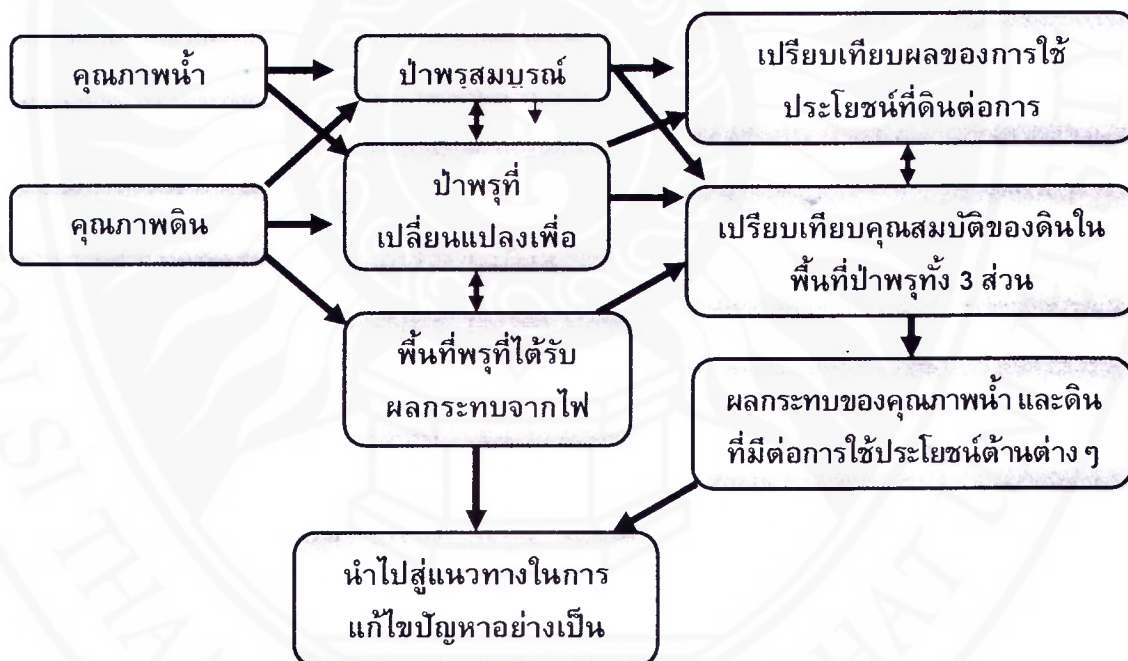 คุณภาพน้ำ
คุณภาพดิน
ป่าพรุสมบูรณ์
ป่าพรุที่
เปลี่ยนแปลงเพื่อ
พื้นที่พรุที่ได้รับ
ผลกระทบจากไฟ
เปรียบเทียบผลของการใช้
ประโยชน์ที่ดินต่อการ
เปรียบเทียบคุณสมบัติของดินใน
พื้นที่ป่าพรุทั้ง 3 ส่วน
ผลกระทบของคุณภาพน้ำ และดิน
ที่มีต่อการใช้ประโยชน์ด้านต่าง ๆ
นำไปสู่แนวทางในการ
แก้ไขปัญหาอย่างเป็น